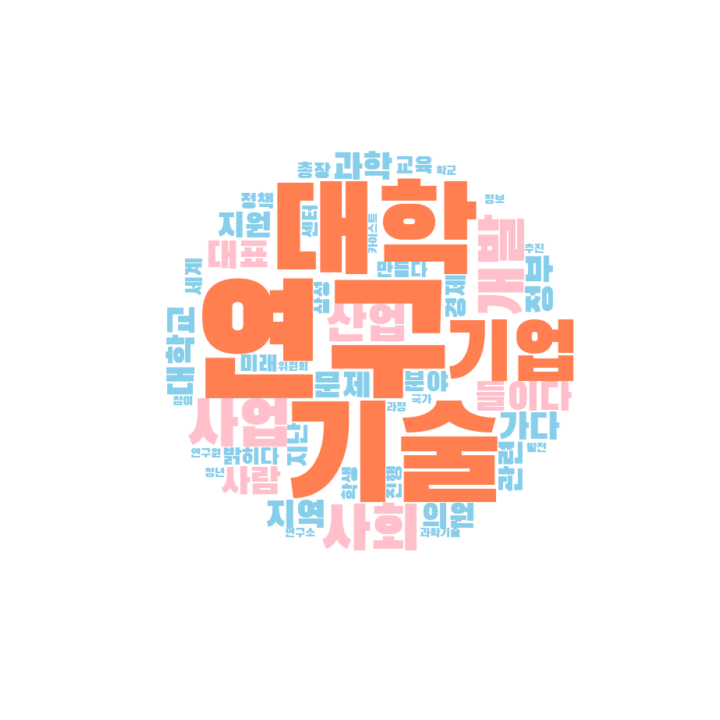 총장
과학
교육
학교
정책
대학
정보
지원
센터
카이스트
개발
추진
대표
세계
만들다
정부
삼성
경제
연구
산업
대학교
기업
미래
위원회
문제
분야
들이다
참여
사업
국가
과정
기술
가다
지난
관련
발전
연구원
밝히다
청년
사람
학생
진행
지역
사회
의원
연구소
과학기술